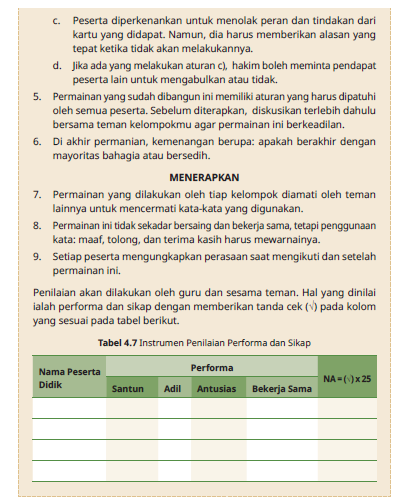 c. Peserta diperkenankan untuk menolak peran dan tindakan dari
kartu yang didapat. Namun, dia harus memberikan alasan yang
tepat ketika tidak akan melakukannya.
d. Jika ada yang melakukan aturan c), hakim boleh meminta pendapat
peserta lain untuk mengabulkan atau tidak.
5. Permainan yang sudah dibangun ini memiliki aturan yang harus dipatuhi
oleh semua peserta. Sebelum diterapkan, diskusikan terlebih dahulu
bersama teman kelompokmu agar permainan ini berkeadilan.
6. Di akhir permanian, kemenangan berupa: apakah berakhir dengan
mayoritas bahagia atau bersedih.
MENERAPKAN
7. Permainan yang dilakukan oleh tiap kelompok diamati oleh teman
lainnya untuk mencermati kata-kata yang digunakan.
8. Permainan ini tidak sekadar bersaing dan bekerja sama, tetapi penggunaan
kata: maaf, tolong, dan terima kasih harus mewarnainya.
9. Setiap peserta mengungkapkan perasaan saat mengikuti dan setelah
permainan ini.
Penilaian akan dilakukan oleh guru dan sesama teman. Hal yang dinilai
ialah performa dan sikap dengan memberikan tanda cek (√) pada kolom
yang sesuai pada tabel berikut.
Tabel 4.7 Instrumen Penilaian Performa dan Sikap
Nama Peserta Didik Performa NA = (√) x 25
Santun Adil Antusias Bekerja Sama